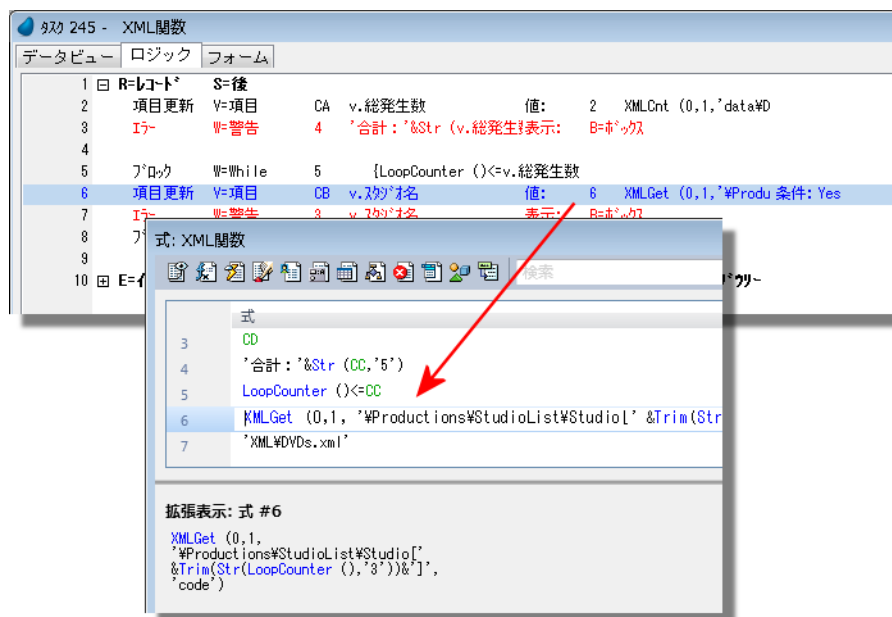 タスク 245 - XML関数
データビュー ロジック フォーム
1 R=レコード S=後
2 項目更新 V=項目 CA v.総発生数 値: 2 XMLCnt (0,1,'data¥D
3 エラー W=警告 4 '合計：'&Str (v.総発生 表示: B=ボックス
4
5 ブロック W=While 5 {LoopCounter ()<=v.総発生数
6 項目更新 V=項目 CB v.スタジオ名 値: 6 XMLGet (0,1,'¥Produ 条件: Yes
7 エラー W=警告 3 v.スタジオ名 表示: B=ボックス
8
9
10 E=イ
式: XML関数
検索
式
3 CD
4 '合計：'&Str (CC,'5')
5 LoopCounter ()<=CC
6 XMLGet (0,1, '¥Productions¥StudioList¥Studio[' &Trim(Str
7 'XML¥DVDs.xml'
拡張表示: 式 #6
XMLGet (0,1,
'¥Productions¥StudioList¥Studio['
&Trim(Str(LoopCounter (),'3'))&']',
'code')